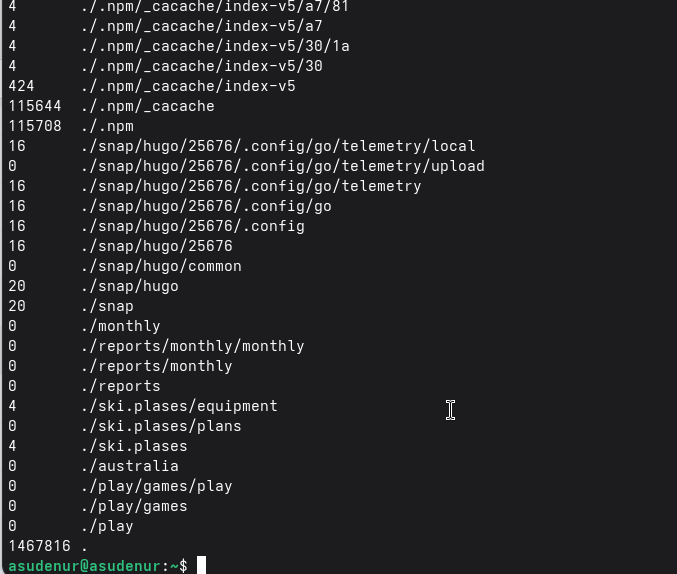 4 ./.npm/_cacache/index-v5/a7/81
4 ./.npm/_cacache/index-v5/a7
4 ./.npm/_cacache/index-v5/30/1a
4 ./.npm/_cacache/index-v5/30
424 ./.npm/_cacache/index-v5
115644 ./.npm/_cacache
115708 ./.npm
16 ./snap/hugo/25676/.config/go/telemetry/local
0 ./snap/hugo/25676/.config/go/telemetry/upload
16 ./snap/hugo/25676/.config/go/telemetry
16 ./snap/hugo/25676/.config/go
16 ./snap/hugo/25676/.config
16 ./snap/hugo/25676
0 ./snap/hugo/common
20 ./snap/hugo
20 ./snap
0 ./monthly
0 ./reports/monthly/monthly
0 ./reports/monthly
0 ./reports
4 ./ski.plases/equipment
0 ./ski.plases/plans
4 ./ski.plases
0 ./australia
0 ./play/games/play
0 ./play/games
0 ./play
1467816 .
asudenur@asudenur:~$